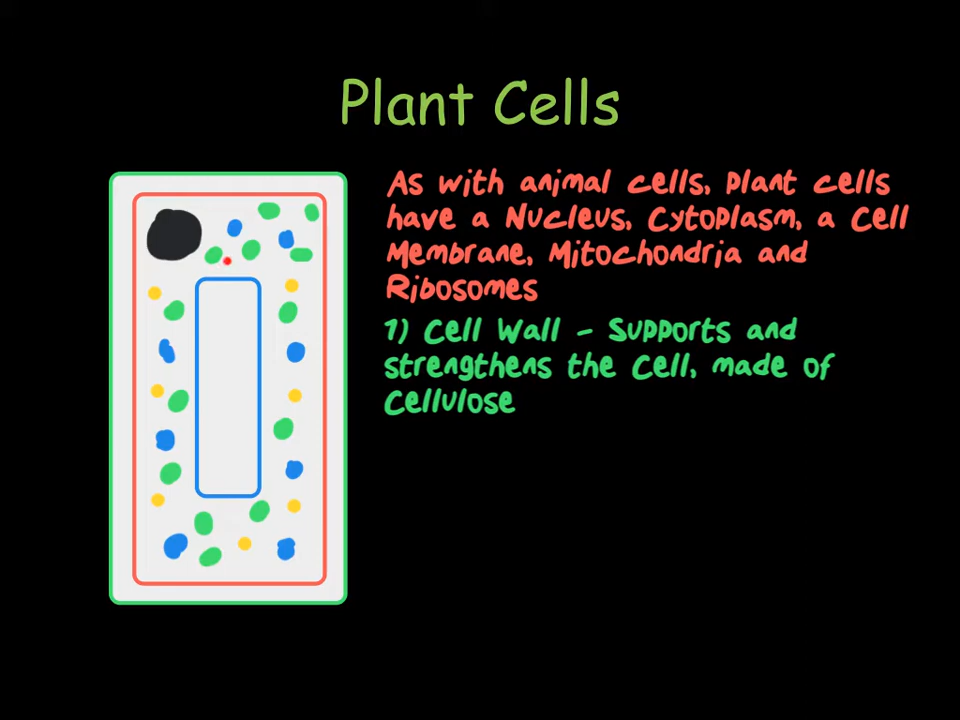 Plant Cells
As with animal cells, plant cells
have a Nucleus, Cytoplasm, a Cell
Membrane, Mitochondria and
Ribosomes
1) Cell Wall - Supports and
strengthens the Cell, made of
Cellulose